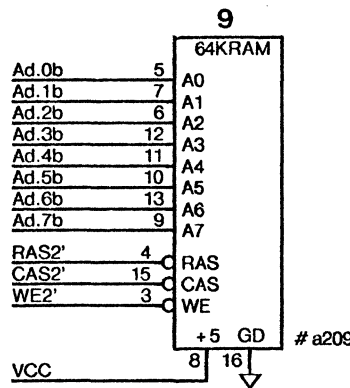 9
64KRAM
Ad.0b 5 A0
Ad.1b 7 A1
Ad.2b 6 A2
Ad.3b 12 A3
Ad.4b 11 A4
Ad.5b 10 A5
Ad.6b 13 A6
Ad.7b 9 A7
RAS2' 4 RAS
CAS2' 15 CAS
WE2' 3 WE
+5 GD # a209
8 16
VCC